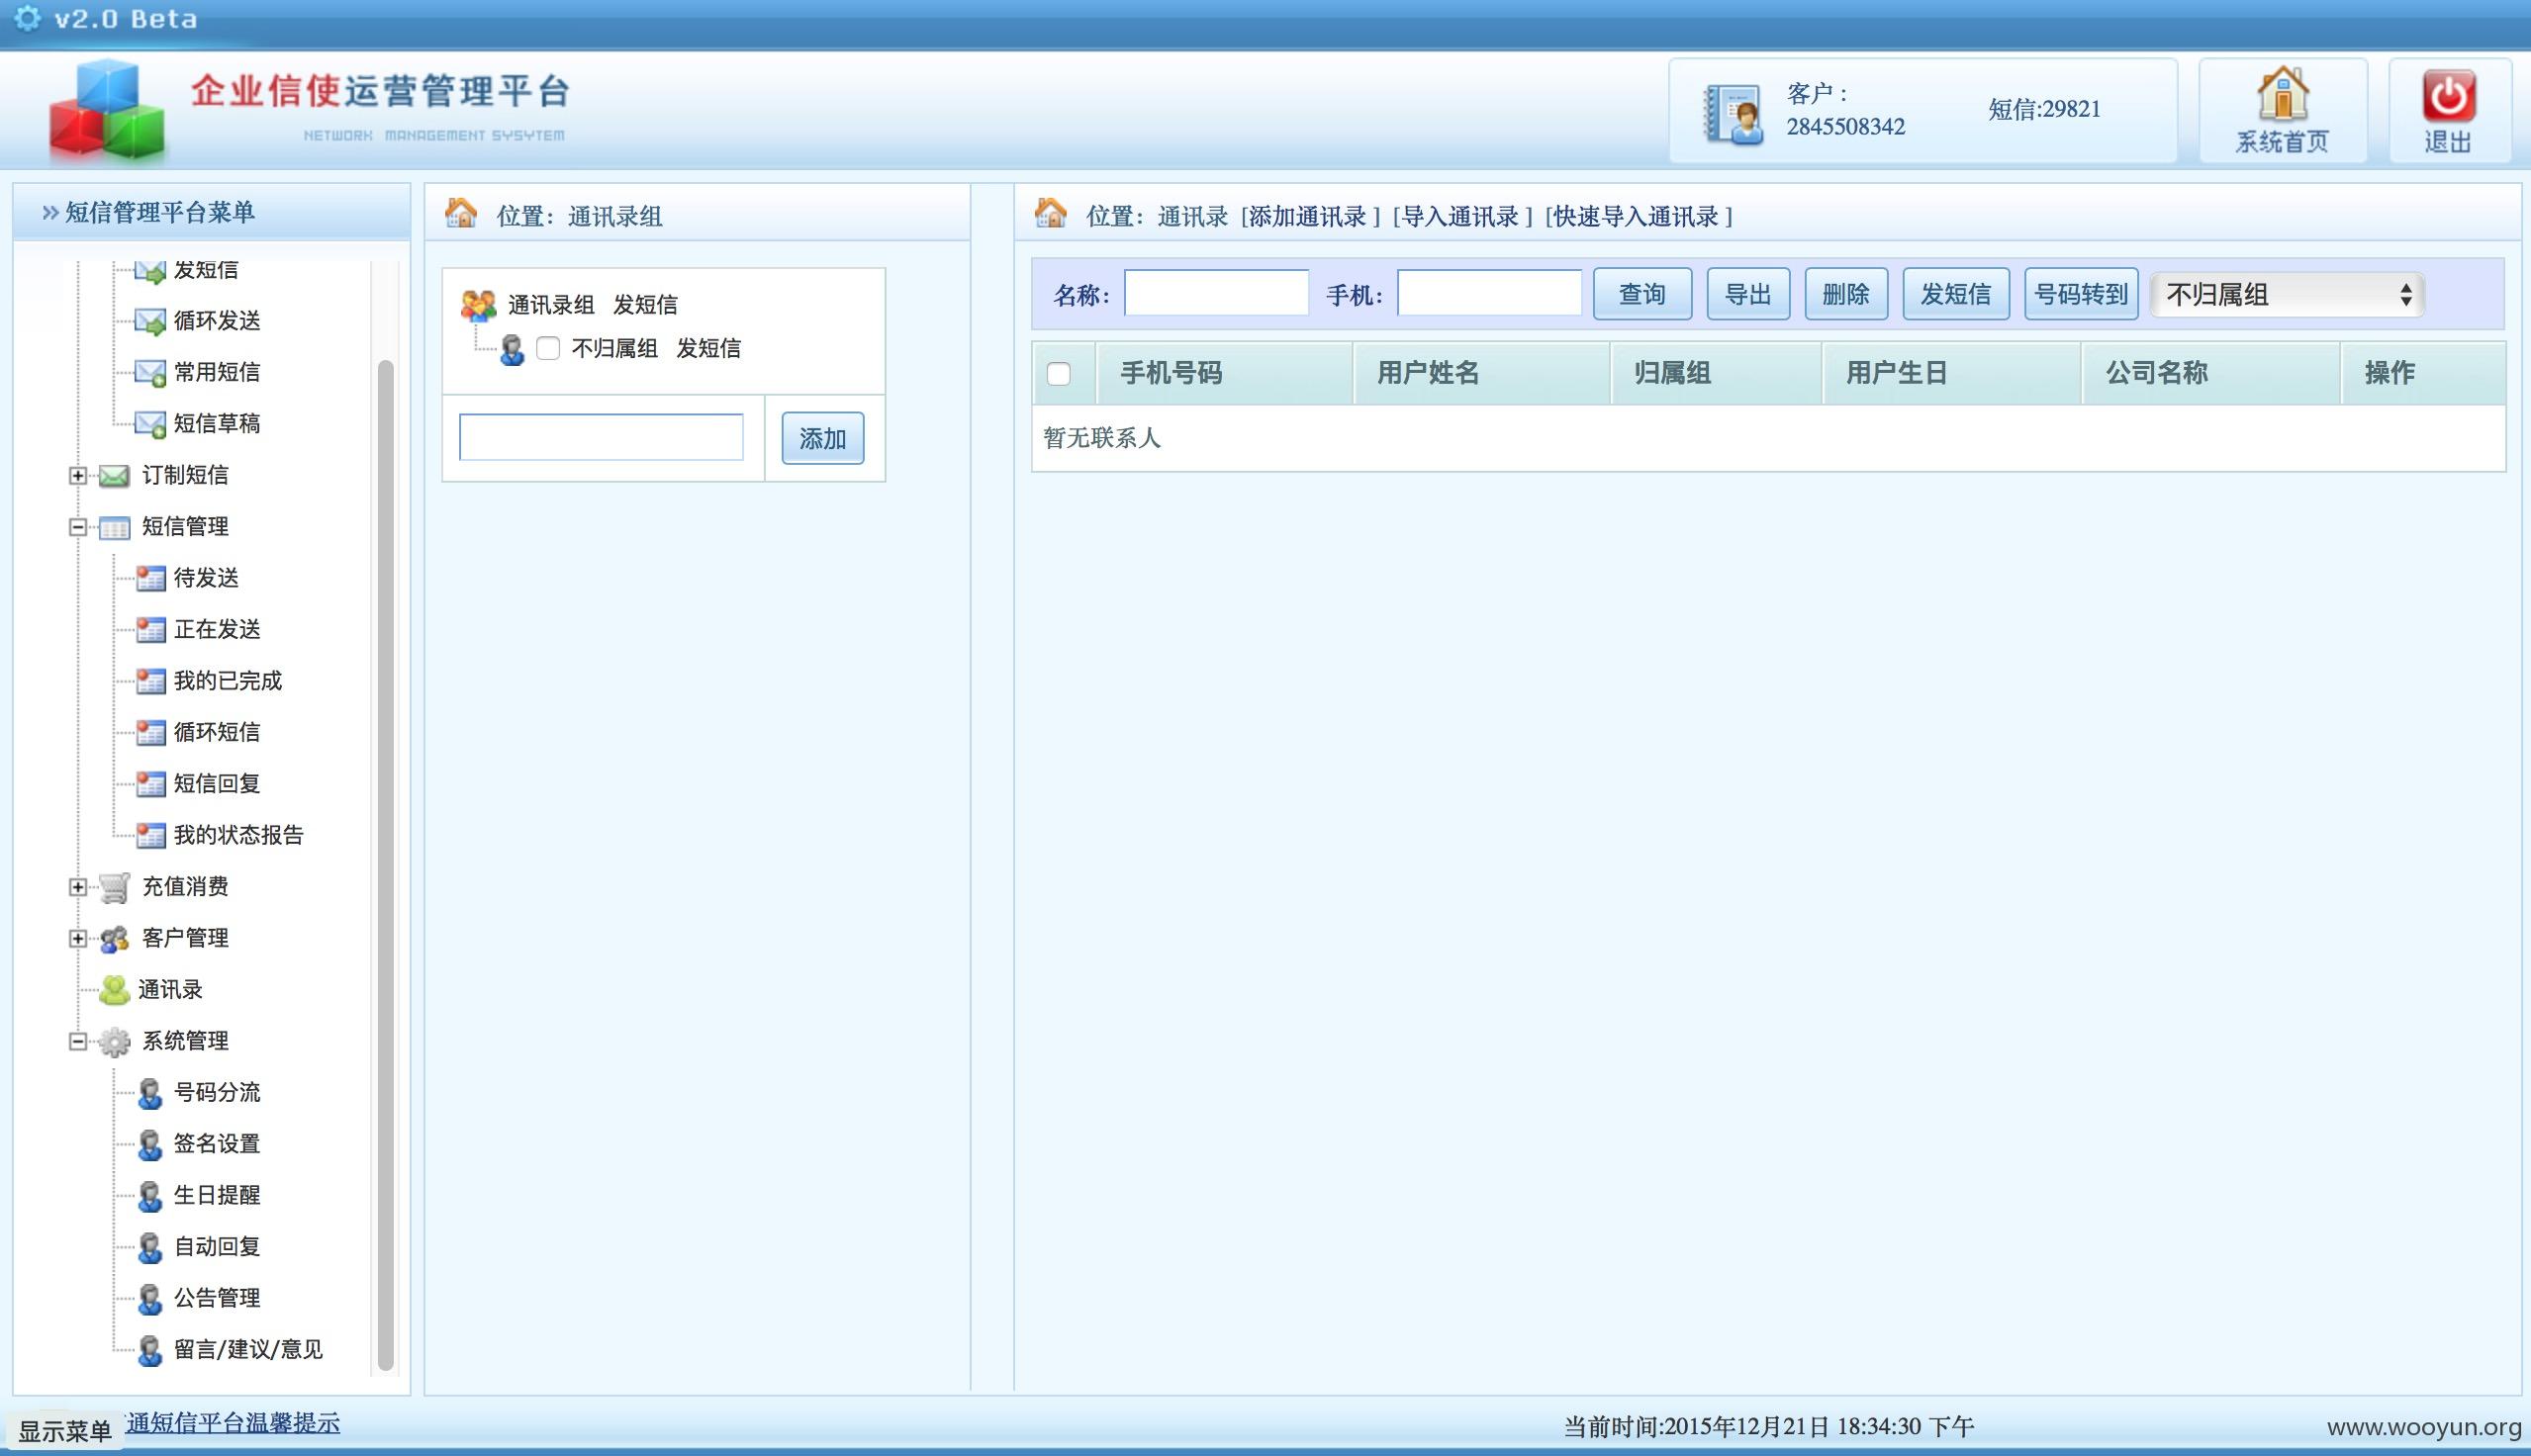 v2.0 Beta
企业信使运营管理平台
NETWORK MANAGEMENT SYSYTEM
客户：
2845508342
短信:29821
系统首页
退出
短信管理平台菜单
发短信
循环发送
常用短信
短信草稿
订制短信
短信管理
待发送
正在发送
我的已完成
循环短信
短信回复
我的状态报告
充值消费
客户管理
通讯录
系统管理
号码分流
签名设置
生日提醒
自动回复
公告管理
留言/建议/意见
位置：通讯录组
通讯录组 发短信
不归属组 发短信
添加
位置：通讯录 [添加通讯录] [导入通讯录] [快速导入通讯录]
名称： 手机： 查询 导出 删除 发短信 号码转到 不归属组
手机号码 用户姓名 归属组 用户生日 公司名称 操作
暂无联系人
显示菜单
通短信平台温馨提示
当前时间:2015年12月21日 18:34:30 下午
www.wooyun.org